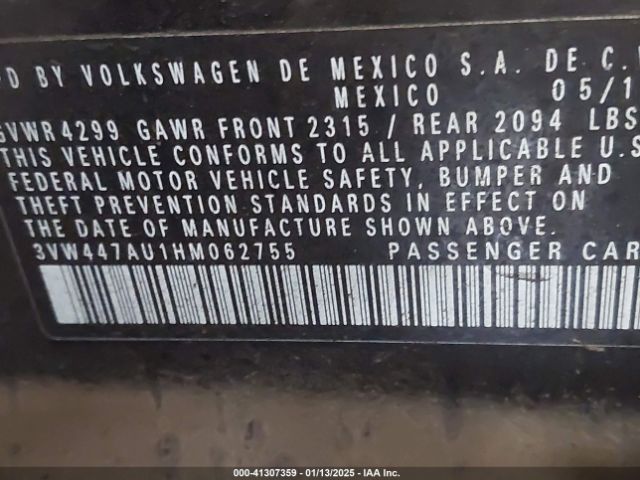 BY VOLKSWAGEN DE MEXICO S.A. DE C.
MEXICO 05/1
GVWR 4299 GAWR FRONT 2315 / REAR 2094 LBS
THIS VEHICLE CONFORMS TO ALL APPLICABLE U.S
FEDERAL MOTOR VEHICLE SAFETY, BUMPER AND
THEFT PREVENTION STANDARDS IN EFFECT ON
THE DATE OF MANUFACTURE SHOWN ABOVE.
3VW447AU1HM062755 PASSENGER CAR
000-41307359 | 01/13/2025 - IAA Inc.